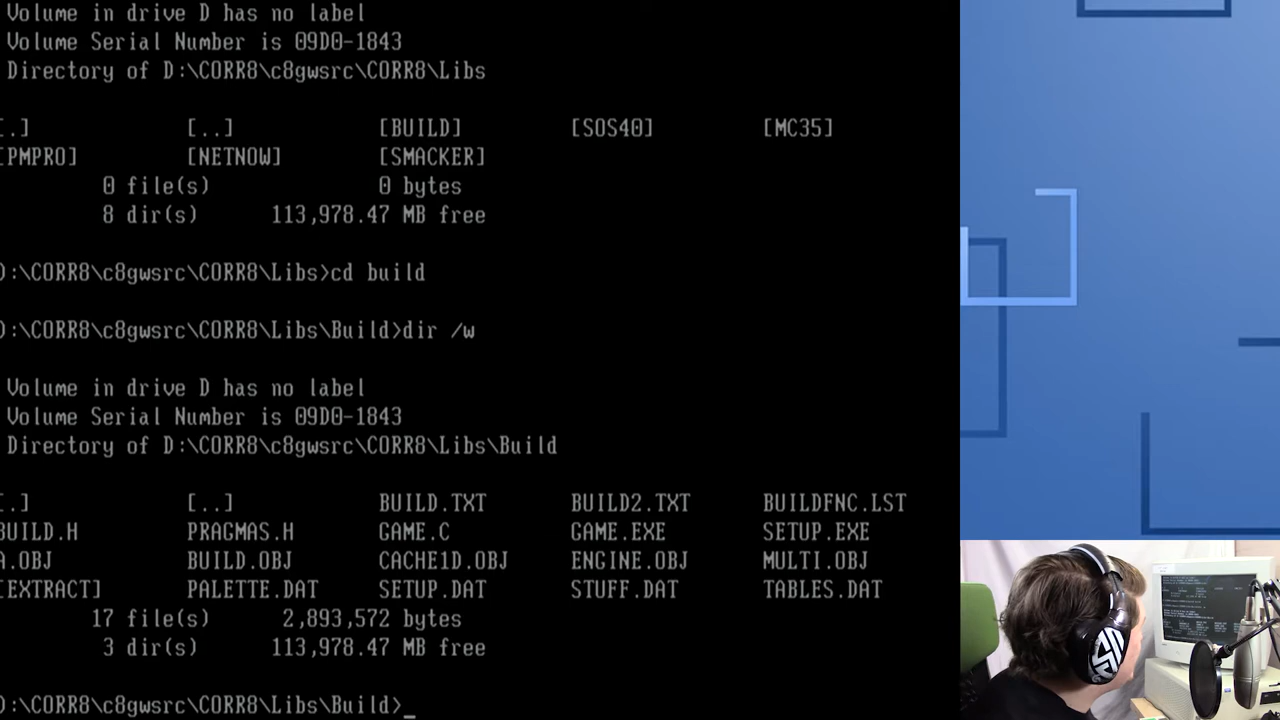 Volume in drive D has no label
Volume Serial Number is 09D0-1843
Directory of D:\CORR8\c8gwsrc\CORR8\Libs
[.] [..] [BUILD] [SOS40] [MC35]
[PMPRO] [NETNOW] [SMACKER]
0 file(s) 0 bytes
8 dir(s) 113,978.47 MB free
D:\CORR8\c8gwsrc\CORR8\Libs>cd build
D:\CORR8\c8gwsrc\CORR8\Libs\Build>dir /w
Volume in drive D has no label
Volume Serial Number is 09D0-1843
Directory of D:\CORR8\c8gwsrc\CORR8\Libs\Build
[.] [..] BUILD.TXT BUILD2.TXT BUILDFNC.LST
BUILD.H PRAGMAS.H GAME.C GAME.EXE SETUP.EXE
A.OBJ BUILD.OBJ CACHE1D.OBJ ENGINE.OBJ MULTI.OBJ
[EXTRACT] PALETTE.DAT SETUP.DAT STUFF.DAT TABLES.DAT
17 file(s) 2,893,572 bytes
3 dir(s) 113,978.47 MB free
D:\CORR8\c8gwsrc\CORR8\Libs\Build>_